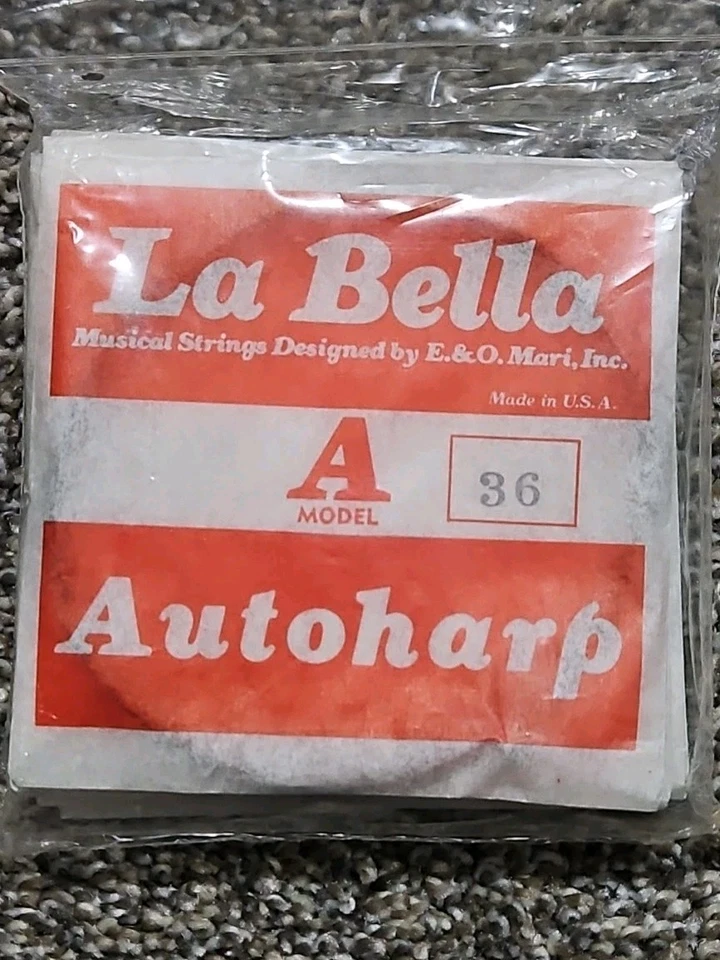 La Bella
Musical Strings Designed by E.&O. Mari, Inc.
Made in U.S.A.
A
MODEL
36
Autoharp